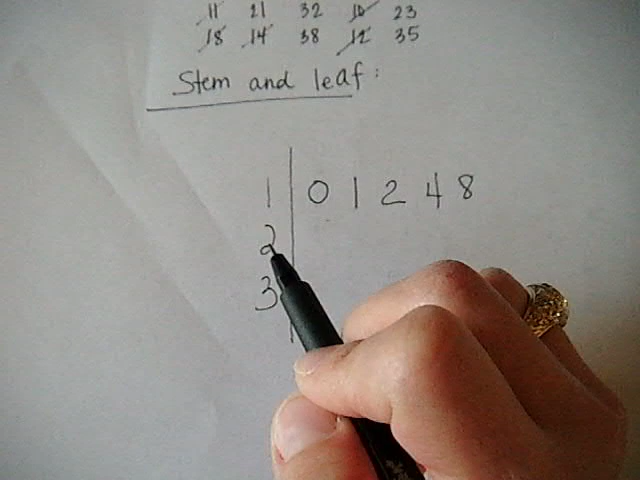 11 21 32 10 23
18 14 38 12 35
Stem and leaf :
1 0 1 2 4 8
2
3